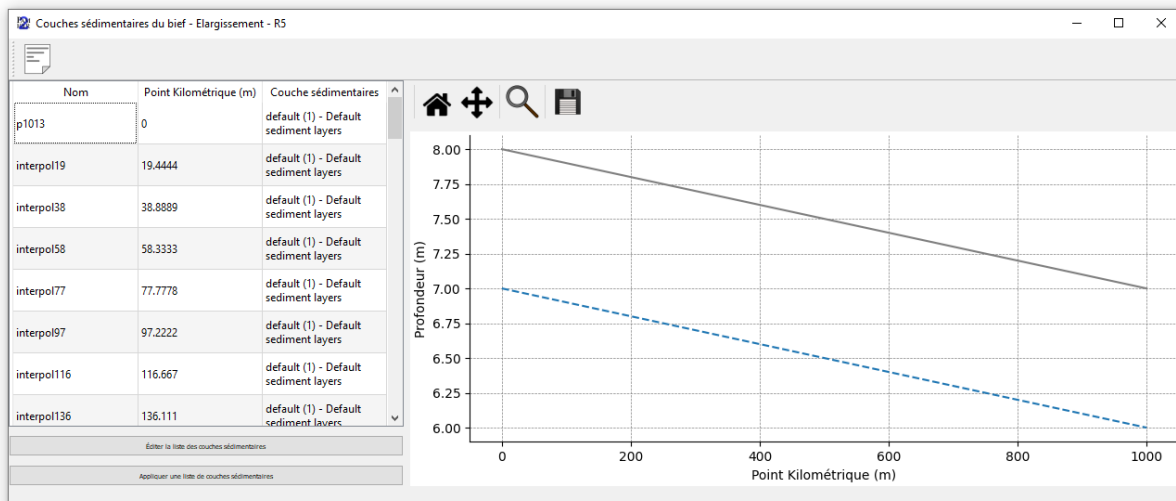 Couches sédimentaires du bief - Elargissement - R5
Nom Point Kilométrique (m) Couche sédimentaires
p1013 0 default (1) - Default
sediment layers
interpol19 19.4444 default (1) - Default
sediment layers
interpol38 38.8889 default (1) - Default
sediment layers
interpol58 58.3333 default (1) - Default
sediment layers
interpol77 77.7778 default (1) - Default
sediment layers
interpol97 97.2222 default (1) - Default
sediment layers
interpol116 116.667 default (1) - Default
sediment layers
interpol136 136.111 default (1) - Default
sediment layers
Éditer la liste des couches sédimentaires
Appliquer une liste de couches sédimentaires
8.00
7.75
7.50
7.25
7.00
6.75
6.50
6.25
6.00
Profondeur (m)
0 200 400 600 800 1000
Point Kilométrique (m)